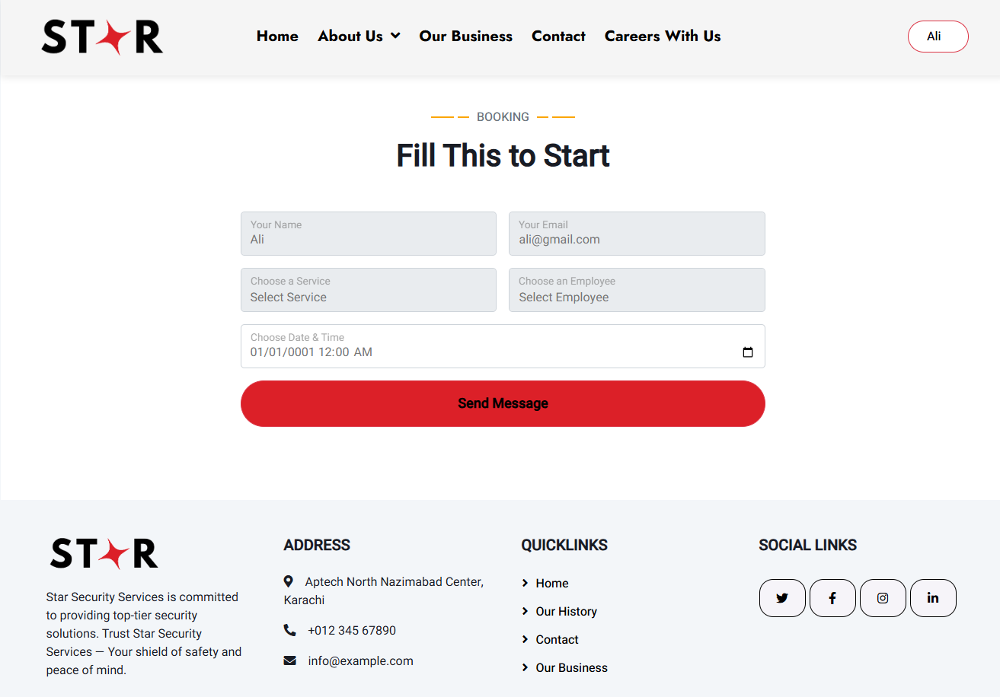 STAR
Home About Us Our Business Contact Careers With Us
Ali
BOOKING
Fill This to Start
Your Name
Ali
Your Email
ali@gmail.com
Choose a Service
Select Service
Choose an Employee
Select Employee
Choose Date & Time
01/01/0001 12:00 AM
Send Message
STAR
Star Security Services is committed
to providing top-tier security
solutions. Trust Star Security
Services — Your shield of safety and
peace of mind.
ADDRESS
Aptech North Nazimabad Center,
Karachi
+012 345 67890
info@example.com
QUICKLINKS
Home
Our History
Contact
Our Business
SOCIAL LINKS